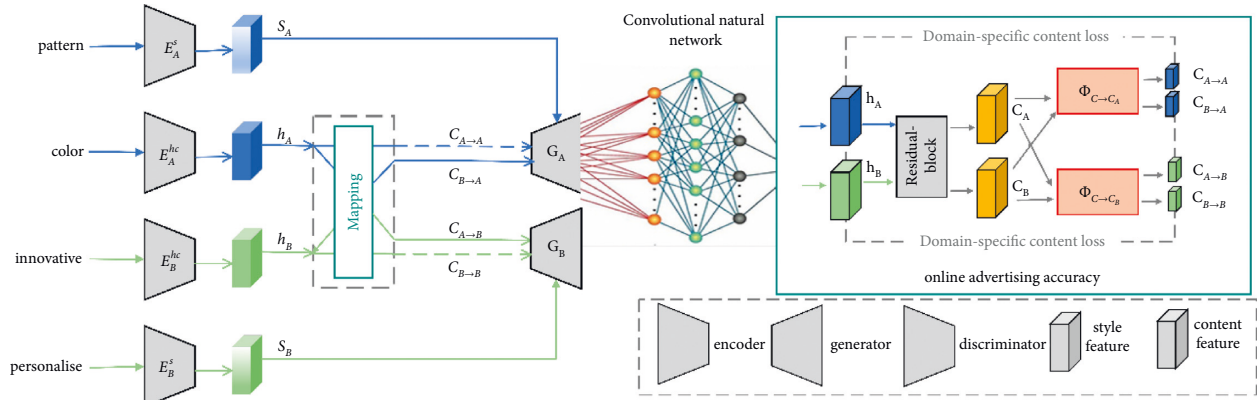 pattern
E_A^s
S_A
color
E_A^hc
h_A
innovative
E_B^hc
h_B
personalise
E_B^s
S_B
Mapping
C_A→A
C_B→A
C_A→B
C_B→B
G_A
G_B
Convolutional natural
network
Domain-specific content loss
h_A
h_B
Residual-
block
C_A
C_B
Φ_C→C_A
Φ_C→C_B
C_A→A
C_B→A
C_A→B
C_B→B
Domain-specific content loss
online advertising accuracy
encoder
generator
discriminator
style
feature
content
feature